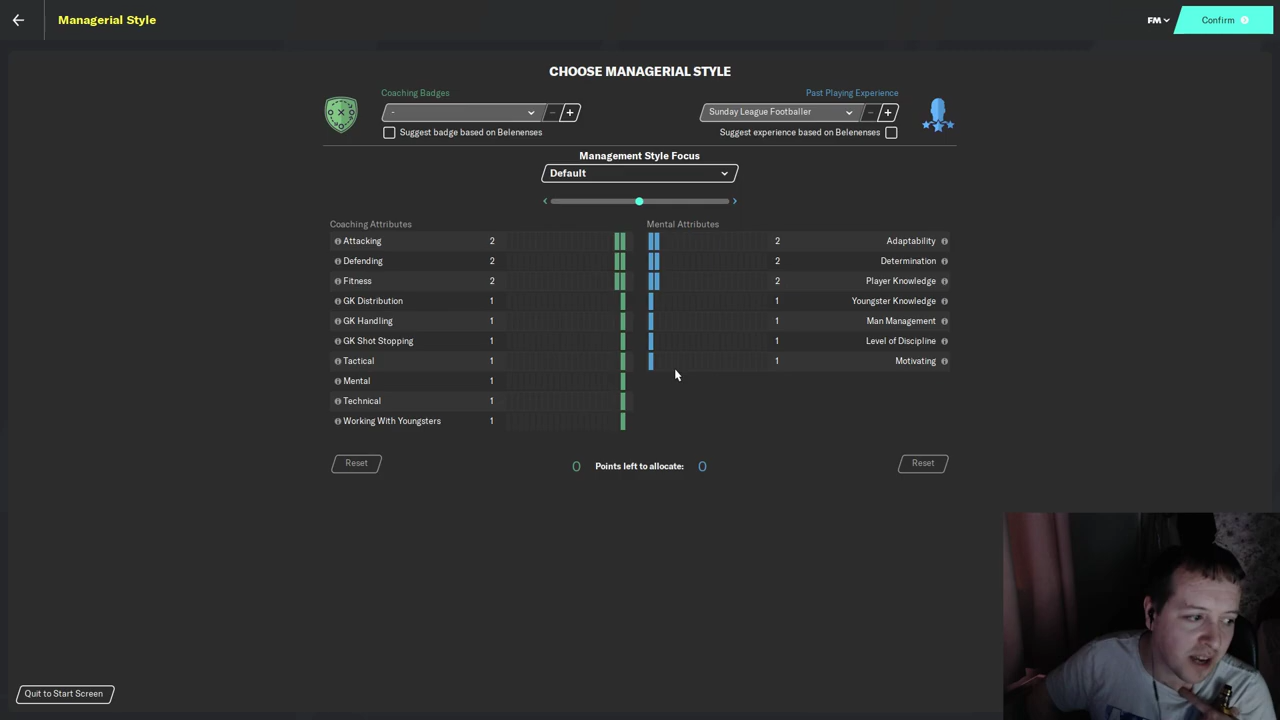 Managerial Style
FM
Confirm
CHOOSE MANAGERIAL STYLE
Coaching Badges
Past Playing Experience
-
Sunday League Footballer
Suggest badge based on Belenenses
Suggest experience based on Belenenses
Management Style Focus
Default
Coaching Attributes
Mental Attributes
Attacking 2
2 Adaptability
Defending 2
2 Determination
Fitness 2
2 Player Knowledge
GK Distribution 1
1 Youngster Knowledge
GK Handling 1
1 Man Management
GK Shot Stopping 1
1 Level of Discipline
Tactical 1
1 Motivating
Mental 1
Technical 1
Working With Youngsters 1
Reset
0 Points left to allocate: 0
Reset
Quit to Start Screen